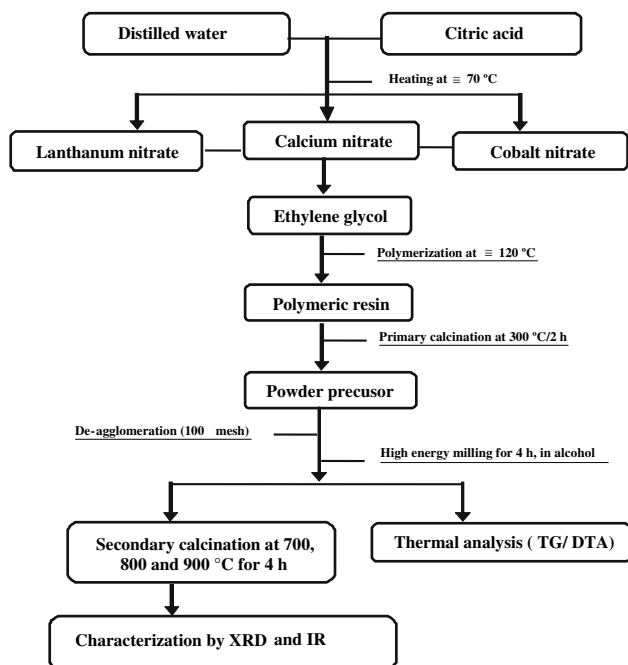 Distilled water
Citric acid
Heating at ≡ 70 ºC
Lanthanum nitrate
Calcium nitrate
Cobalt nitrate
Ethylene glycol
Polymerization at ≡ 120 ºC
Polymeric resin
Primary calcination at 300 ºC/2 h
Powder precusor
De-agglomeration (100 mesh)
High energy milling for 4 h, in alcohol
Secondary calcination at 700,
800 and 900 °C for 4 h
Thermal analysis ( TG/ DTA)
Characterization by XRD and IR